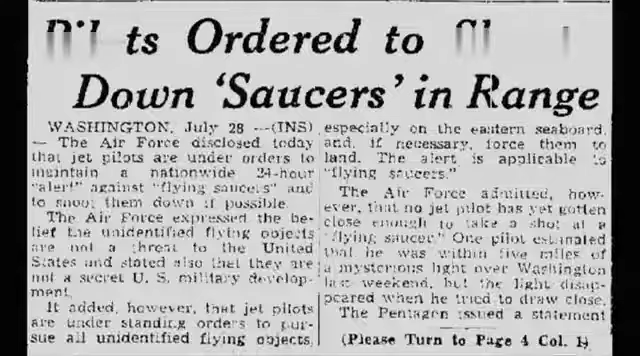 ts Ordered to
Down 'Saucers' in Range
WASHINGTON, July 28 —(INS)
— The Air Force disclosed today
that jet pilots are under orders to
maintain a nationwide 24-hour
"alert" against "flying saucers" and
to shoot them down if possible.
The Air Force expressed the be-
lief the unidentified flying objects
are not a threat to the United
States and stated also that they are
not a secret U. S. military develop-
ment.
It added, however, that jet pilots
are under standing orders to pur-
sue all unidentified flying objects,
especially on the eastern seaboard,
and, if necessary, force them to
land. The alert is applicable to
"flying saucers."
The Air Force admitted, how-
ever, that no jet pilot has yet gotten
close enough to take a shot at a
"flying saucer." One pilot estimated
that he was within five miles of
a mysterious light over Washington
last weekend, but the light disap-
peared when he tried to draw close.
The Pentagon issued a statement
(Please Turn to Page 4 Col. 1)